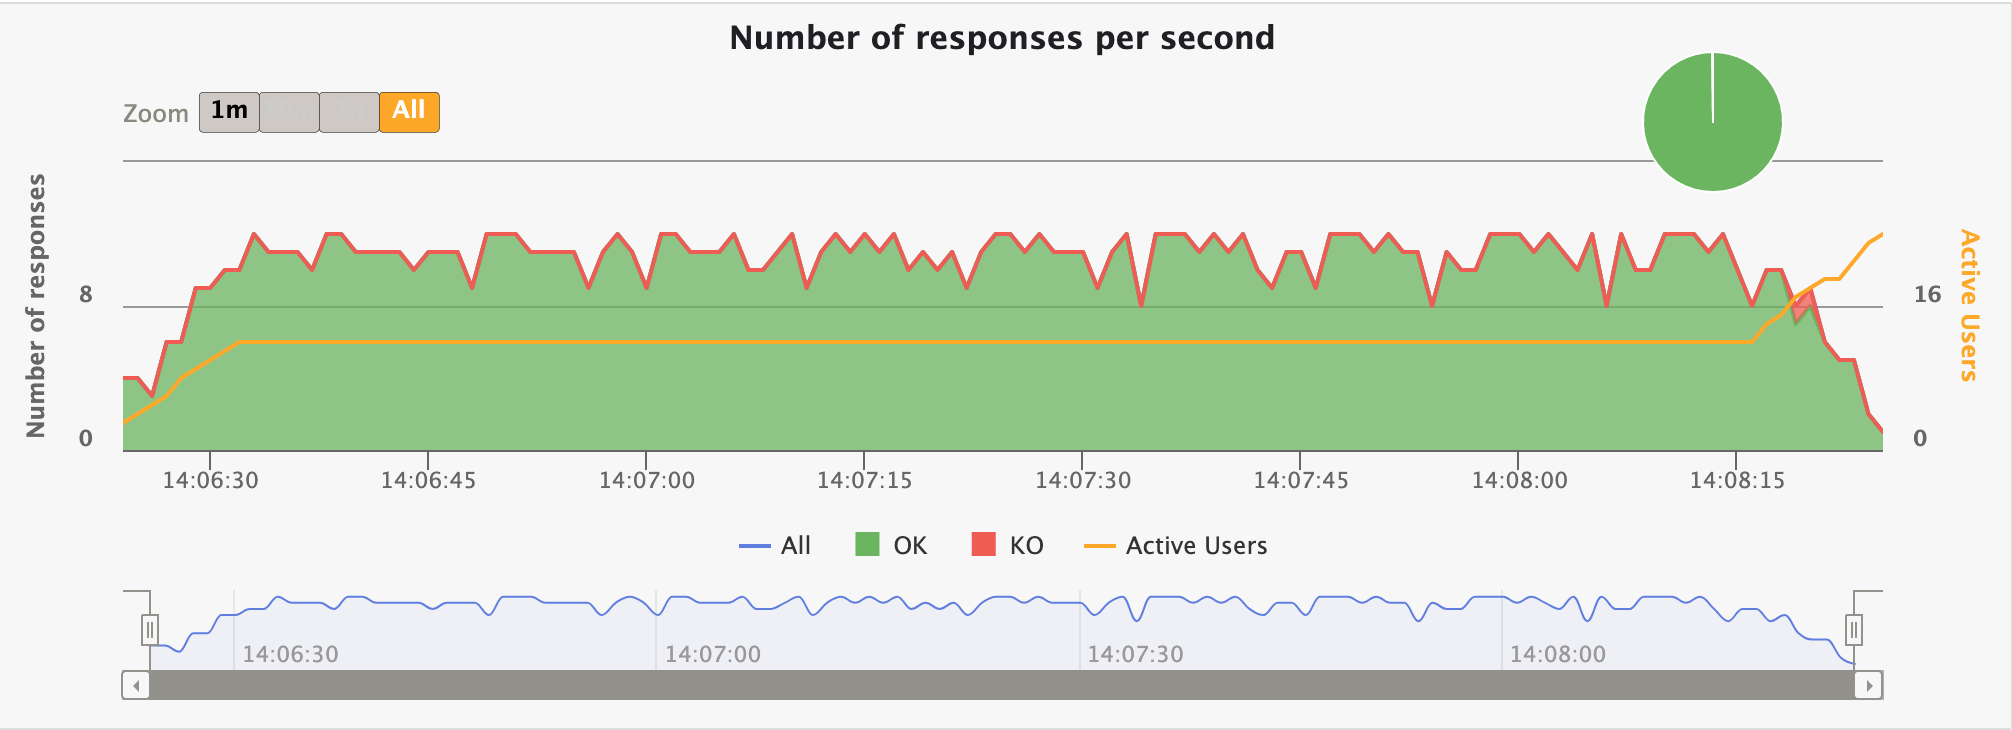 Number of responses per second
Zoom 1m 10m 1h All
Number of responses
8
0
16
0
Active Users
14:06:30 14:06:45 14:07:00 14:07:15 14:07:30 14:07:45 14:08:00 14:08:15
All OK KO Active Users
14:06:30 14:07:00 14:07:30 14:08:00